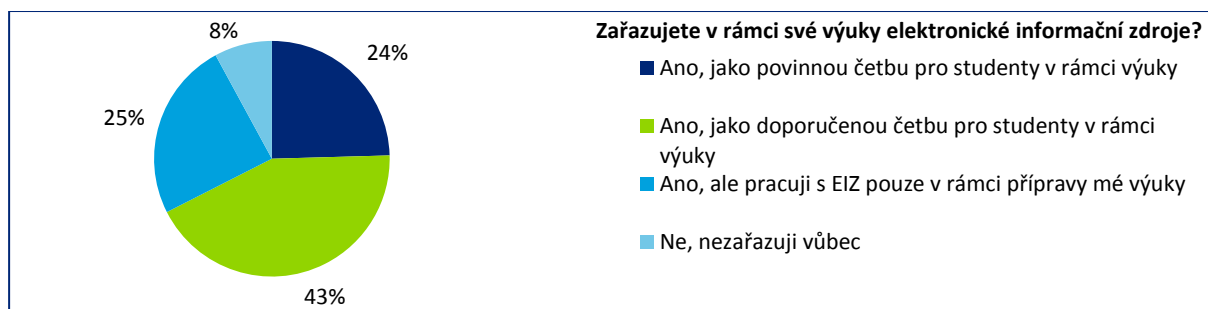 Zařazujete v rámci své výuky elektronické informační zdroje?
8%
24%
25%
43%
Ano, jako povinnou četbu pro studenty v rámci výuky
Ano, jako doporučenou četbu pro studenty v rámci
výuky
Ano, ale pracuji s EIZ pouze v rámci přípravy mé výuky
Ne, nezařazuji vůbec